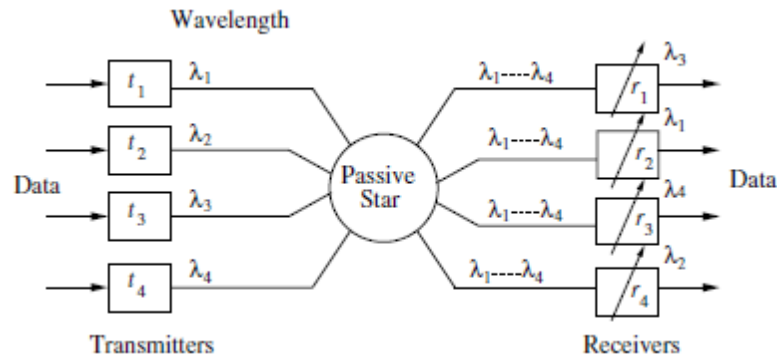 Wavelength
t₁ λ₁ λ₁----λ₄ r₁ λ₃
t₂ λ₂ λ₁----λ₄ r₂ λ₁
Data Passive Star Data
t₃ λ₃ λ₁----λ₄ r₃ λ₄
t₄ λ₄ λ₁----λ₄ r₄ λ₂
Transmitters Receivers